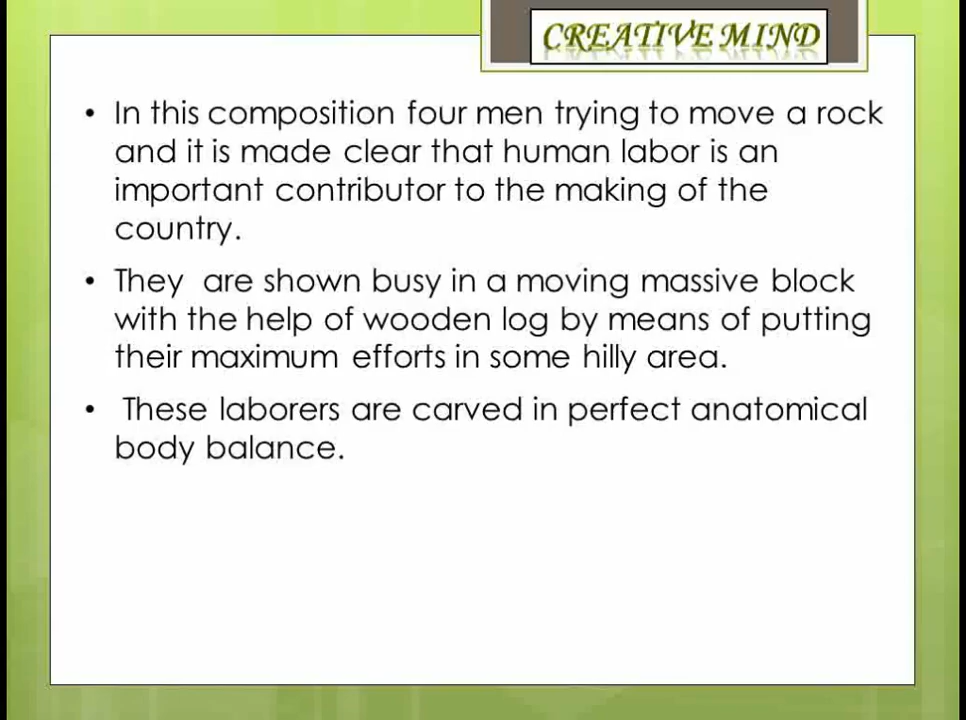 CREATIVE MIND
• In this composition four men trying to move a rock
and it is made clear that human labor is an
important contributor to the making of the
country.
• They are shown busy in a moving massive block
with the help of wooden log by means of putting
their maximum efforts in some hilly area.
• These laborers are carved in perfect anatomical
body balance.